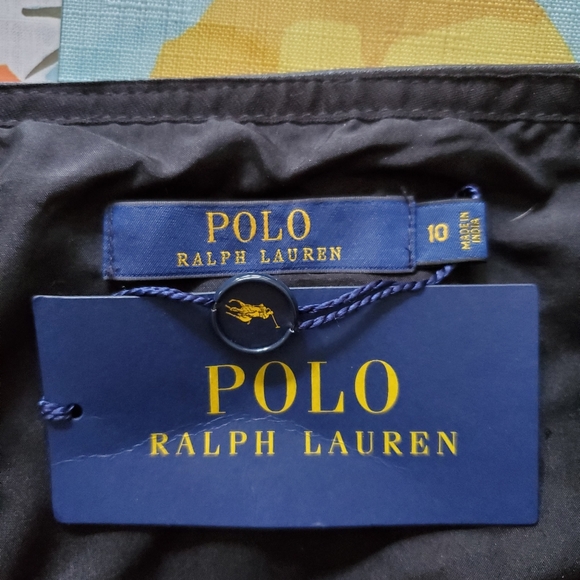 POLO
RALPH LAUREN
10
MADE IN
INDIA
POLO
RALPH LAUREN